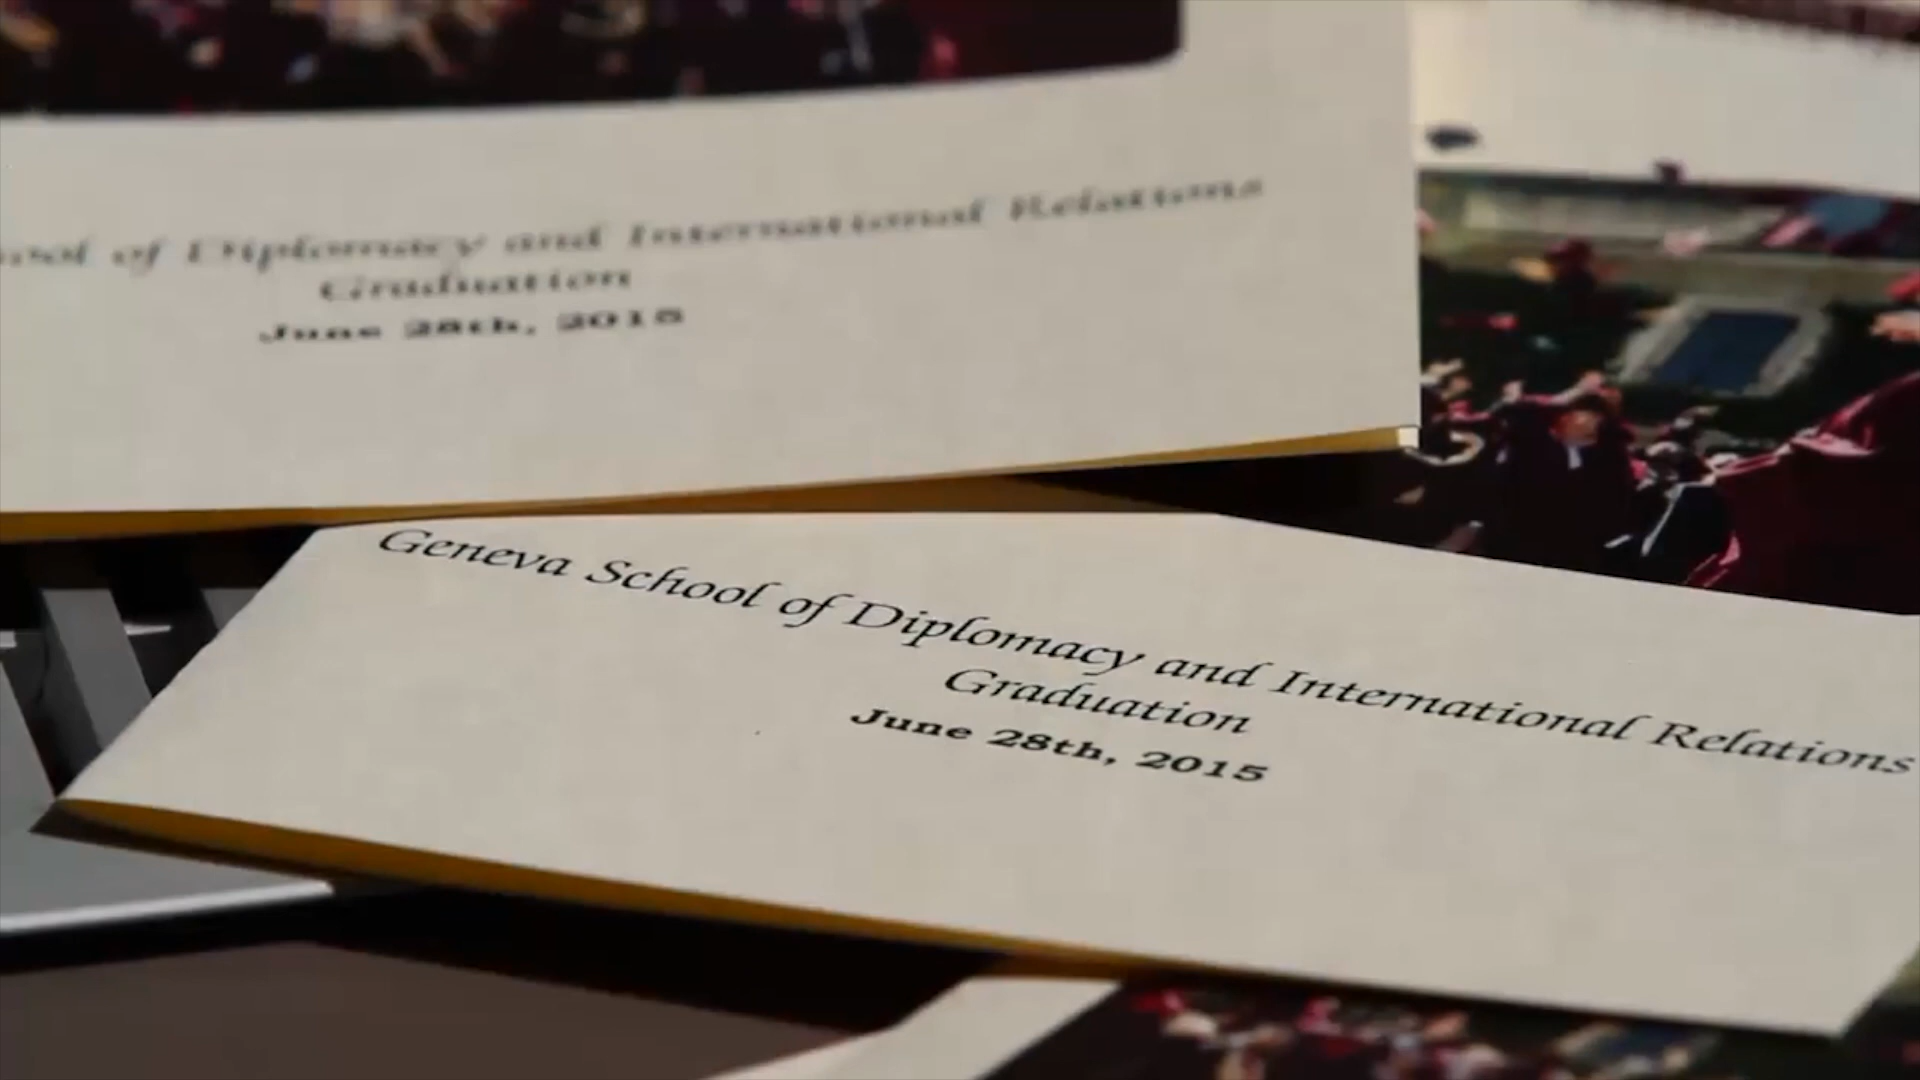 of Diplomacy and International Relations
Graduation
June 28th, 2015
Geneva School of Diplomacy and International Relations
Graduation
June 28th, 2015